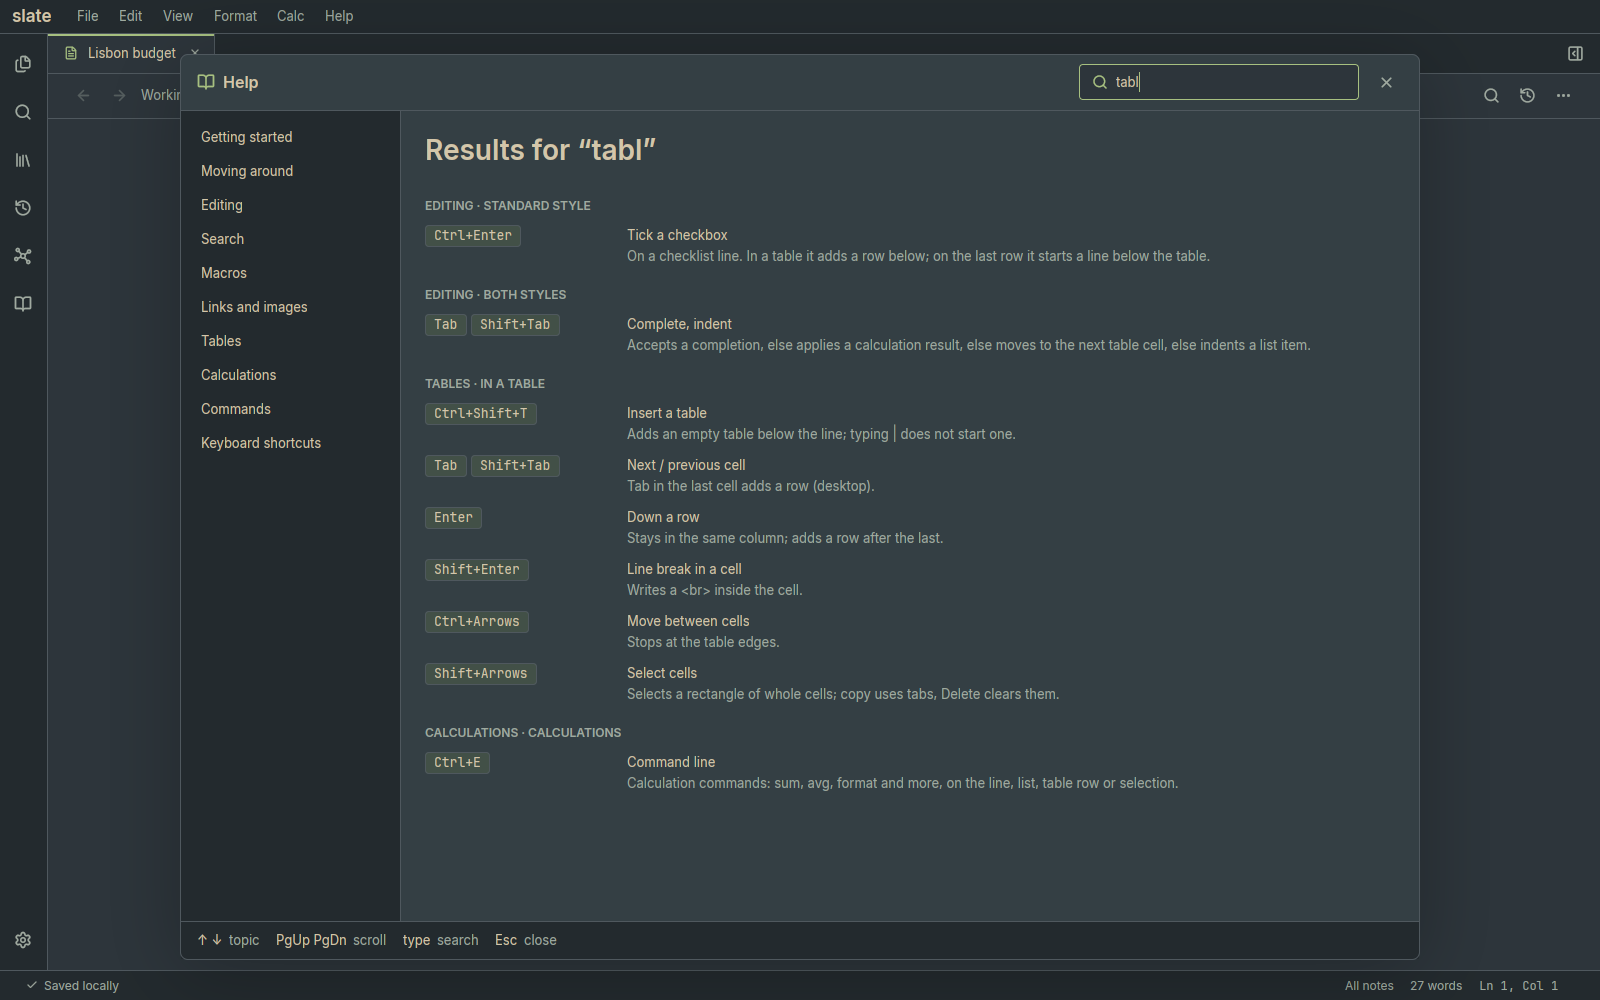 slate File Edit View Format Calc Help
Lisbon budget
Help
tabl
Getting started
Moving around
Editing
Search
Macros
Links and images
Tables
Calculations
Commands
Keyboard shortcuts
Results for “tabl”
EDITING · STANDARD STYLE
Ctrl+Enter Tick a checkbox
On a checklist line. In a table it adds a row below; on the last row it starts a line below the table.
EDITING · BOTH STYLES
Tab Shift+Tab Complete, indent
Accepts a completion, else applies a calculation result, else moves to the next table cell, else indents a list item.
TABLES · IN A TABLE
Ctrl+Shift+T Insert a table
Adds an empty table below the line; typing | does not start one.
Tab Shift+Tab Next / previous cell
Tab in the last cell adds a row (desktop).
Enter Down a row
Stays in the same column; adds a row after the last.
Shift+Enter Line break in a cell
Writes a <br> inside the cell.
Ctrl+Arrows Move between cells
Stops at the table edges.
Shift+Arrows Select cells
Selects a rectangle of whole cells; copy uses tabs, Delete clears them.
CALCULATIONS · CALCULATIONS
Ctrl+E Command line
Calculation commands: sum, avg, format and more, on the line, list, table row or selection.
↑ ↓ topic PgUp PgDn scroll type search Esc close
Saved locally All notes 27 words Ln 1, Col 1